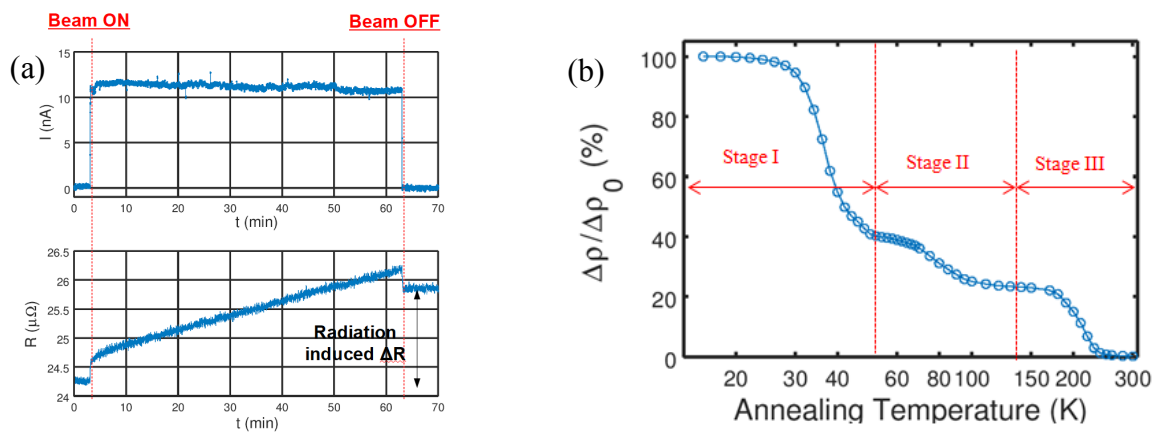 Beam ON
Beam OFF
(a)
15
10
5
0
I (nA)
0 10 20 30 40 50 60 70
t (min)
26.5
26
25.5
25
24.5
24
R (μΩ)
Radiation
induced ΔR
0 10 20 30 40 50 60 70
t (min)
(b)
100
80
60
40
20
0
Δρ/Δρ0 (%)
Stage I
Stage II
Stage III
20 30 40 60 80 100 150 200 300
Annealing Temperature (K)